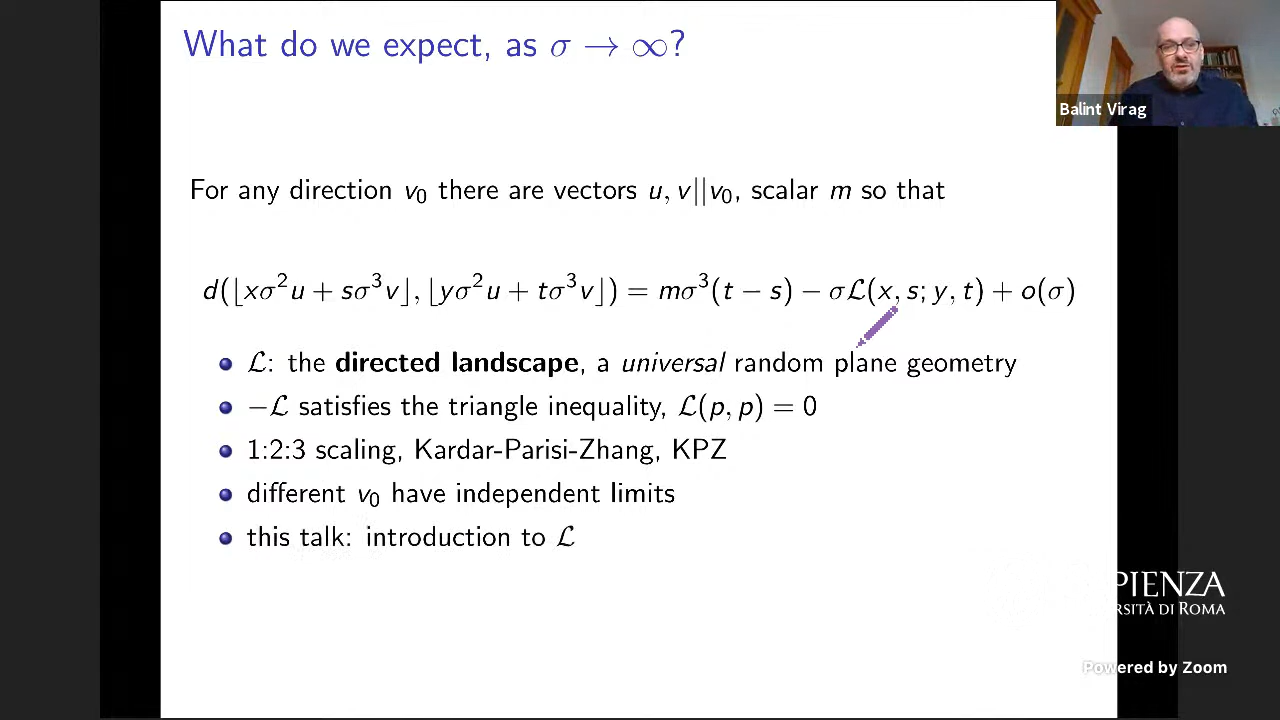 What do we expect, as σ → ∞?
Balint Virag
For any direction v₀ there are vectors u, v||v₀, scalar m so that
d(⌊xσ²u + sσ³v⌋, ⌊yσ²u + tσ³v⌋) = mσ³(t − s) − σℒ(x, s; y, t) + o(σ)
ℒ: the directed landscape, a universal random plane geometry
−ℒ satisfies the triangle inequality, ℒ(p, p) = 0
1:2:3 scaling, Kardar-Parisi-Zhang, KPZ
different v₀ have independent limits
this talk: introduction to ℒ
PIENZA
RSITÀ DI ROMA
Powered by Zoom